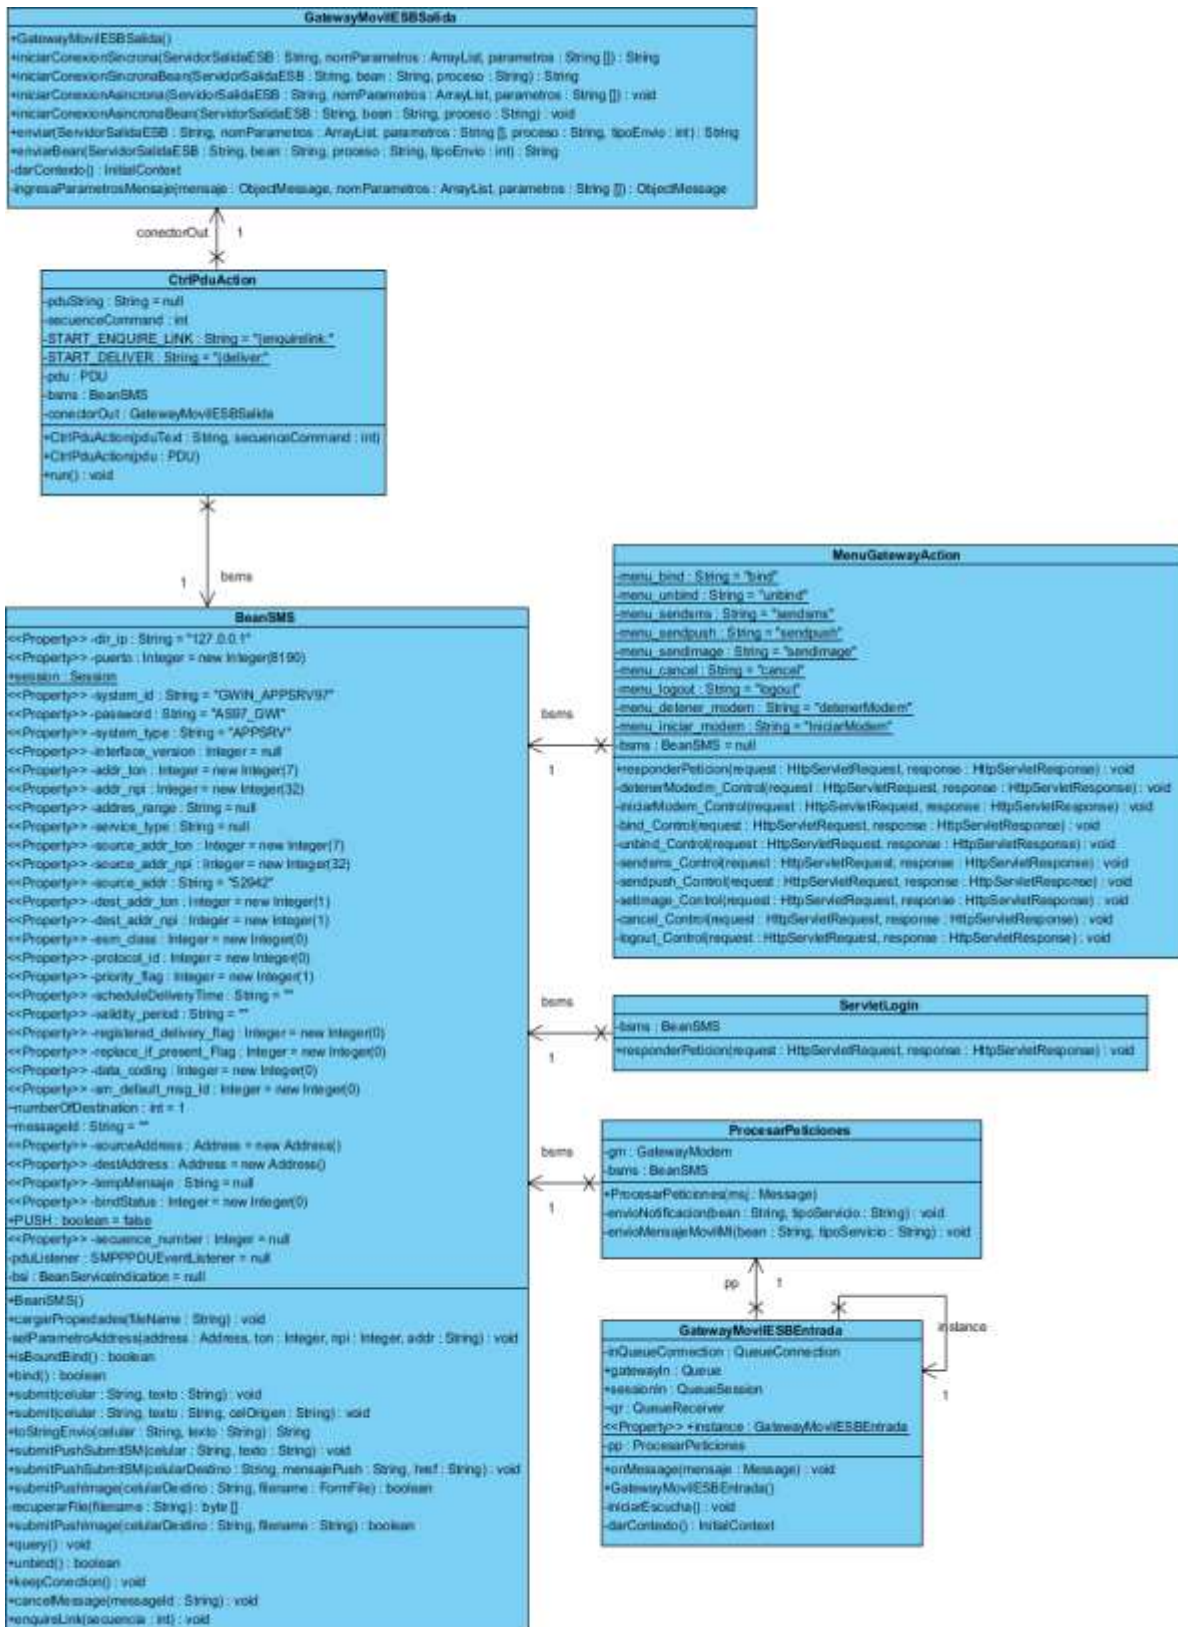 GatewayMovilESBSalida
+GatewayMovilESBSalida()
+iniciarConexionSincrona(ServidorSalidaESB : String, nomParametros : ArrayList, parametros : String []) : String
+iniciarConexionSincronaBean(ServidorSalidaESB : String, bean : String, proceso : String) : String
+iniciarConexionAsincrona(ServidorSalidaESB : String, nomParametros : ArrayList, parametros : String []) : void
+iniciarConexionAsincronaBean(ServidorSalidaESB : String, bean : String, proceso : String) : void
+enviar(ServidorSalidaESB : String, nomParametros : ArrayList, parametros : String [], proceso : String, tipoEnvio : int) : String
+enviarBean(ServidorSalidaESB : String, bean : String, proceso : String, tipoEnvio : int) : String
-darContexto() : InitialContext
-ingresaParametrosMensaje(mensaje : ObjectMessage, nomParametros : ArrayList, parametros : String []) : ObjectMessage
conectorOut 1
CtrlPduAction
-pduString : String = null
-secuenceCommand : int
-START_ENQUIRE_LINK : String = "(enquirelink:"
-START_DELIVER : String = "(deliver:"
-pdu : PDU
-bsms : BeanSMS
-conectorOut : GatewayMovilESBSalida
+CtrlPduAction(pduText : String, secuenceCommand : int)
+CtrlPduAction(pdu : PDU)
+run() : void
1 bsms
BeanSMS
<<Property>> -dir_ip : String = "127.0.0.1"
<<Property>> -puerto : Integer = new Integer(8190)
+session : Session
<<Property>> -system_id : String = "GWIN_APPSRV97"
<<Property>> -password : String = "AS97_GWI"
<<Property>> -system_type : String = "APPSRV"
<<Property>> -interface_version : Integer = null
<<Property>> -addr_ton : Integer = new Integer(7)
<<Property>> -addr_npi : Integer = new Integer(32)
<<Property>> -addres_range : String = null
<<Property>> -service_type : String = null
<<Property>> -source_addr_ton : Integer = new Integer(7)
<<Property>> -source_addr_npi : Integer = new Integer(32)
<<Property>> -source_addr : String = "52942"
<<Property>> -dest_addr_ton : Integer = new Integer(1)
<<Property>> -dest_addr_npi : Integer = new Integer(1)
<<Property>> -esm_class : Integer = new Integer(0)
<<Property>> -protocol_id : Integer = new Integer(0)
<<Property>> -priority_flag : Integer = new Integer(1)
<<Property>> -scheduleDeliveryTime : String = ""
<<Property>> -validity_period : String = ""
<<Property>> -registered_delivery_flag : Integer = new Integer(0)
<<Property>> -replace_if_present_Flag : Integer = new Integer(0)
<<Property>> -data_coding : Integer = new Integer(0)
<<Property>> -sm_default_msg_id : Integer = new Integer(0)
~numberOfDestination : int = 1
~messageId : String = ""
<<Property>> -sourceAddress : Address = new Address()
<<Property>> -destAddress : Address = new Address()
<<Property>> -tempMensaje : String = null
<<Property>> -bindStatus : Integer = new Integer(0)
+PUSH : boolean = false
<<Property>> -secuence_number : Integer = null
-pduListener : SMPPPDUEventListener = null
-bsi : BeanServiceIndication = null
+BeanSMS()
+cargarPropiedades(fileName : String) : void
-setParametroAddress(address : Address, ton : Integer, npi : Integer, addr : String) : void
+isBoundBind() : boolean
+bind() : boolean
+submit(celular : String, texto : String) : void
+submit(celular : String, texto : String, celOrigen : String) : void
+toStringEnvio(celular : String, texto : String) : String
+submitPushSubmitSM(celular : String, texto : String) : void
+submitPushSubmitSM(celularDestino : String, mensajePush : String, href : String) : void
+submitPushImage(celularDestino : String, filename : FormFile) : boolean
-recuperarFile(filename : String) : byte []
+submitPushImage(celularDestino : String, filename : String) : boolean
+query() : void
+unbind() : boolean
+keepConection() : void
+cancelMessage(messageId : String) : void
+enquireLink(secuencia : int) : void
MenuGatewayAction
-menu_bind : String = "bind"
-menu_unbind : String = "unbind"
-menu_sendsms : String = "sendsms"
-menu_sendpush : String = "sendpush"
-menu_sendimage : String = "sendimage"
-menu_cancel : String = "cancel"
-menu_logout : String = "logout"
-menu_detener_modem : String = "detenerModem"
-menu_iniciar_modem : String = "IniciarModem"
-bsms : BeanSMS = null
+responderPeticion(request : HttpServletRequest, response : HttpServletResponse) : void
-detenerModedm_Control(request : HttpServletRequest, response : HttpServletResponse) : void
-iniciarModem_Control(request : HttpServletRequest, response : HttpServletResponse) : void
-bind_Control(request : HttpServletRequest, response : HttpServletResponse) : void
-unbind_Control(request : HttpServletRequest, response : HttpServletResponse) : void
-sendsms_Control(request : HttpServletRequest, response : HttpServletResponse) : void
-sendpush_Control(request : HttpServletRequest, response : HttpServletResponse) : void
-setImage_Control(request : HttpServletRequest, response : HttpServletResponse) : void
-cancel_Control(request : HttpServletRequest, response : HttpServletResponse) : void
-logout_Control(request : HttpServletRequest, response : HttpServletResponse) : void
bsms
1
ServletLogin
-bsms : BeanSMS
+responderPeticion(request : HttpServletRequest, response : HttpServletResponse) : void
bsms
1
ProcesarPeticiones
-gm : GatewayModem
-bsms : BeanSMS
+ProcesarPeticiones(msj : Message)
-envioNotificacion(bean : String, tipoServicio : String) : void
-envioMensajeMovilMI(bean : String, tipoServicio : String) : void
bsms
1
pp 1
GatewayMovilESBEntrada
-inQueueConnection : QueueConnection
+gatewayIn : Queue
+sessionIn : QueueSession
~qr : QueueReceiver
<<Property>> +instance : GatewayMovilESBEntrada
-pp : ProcesarPeticiones
+onMessage(mensaje : Message) : void
+GatewayMovilESBEntrada()
-iniciarEscucha() : void
-darContexto() : InitialContext
instance
1